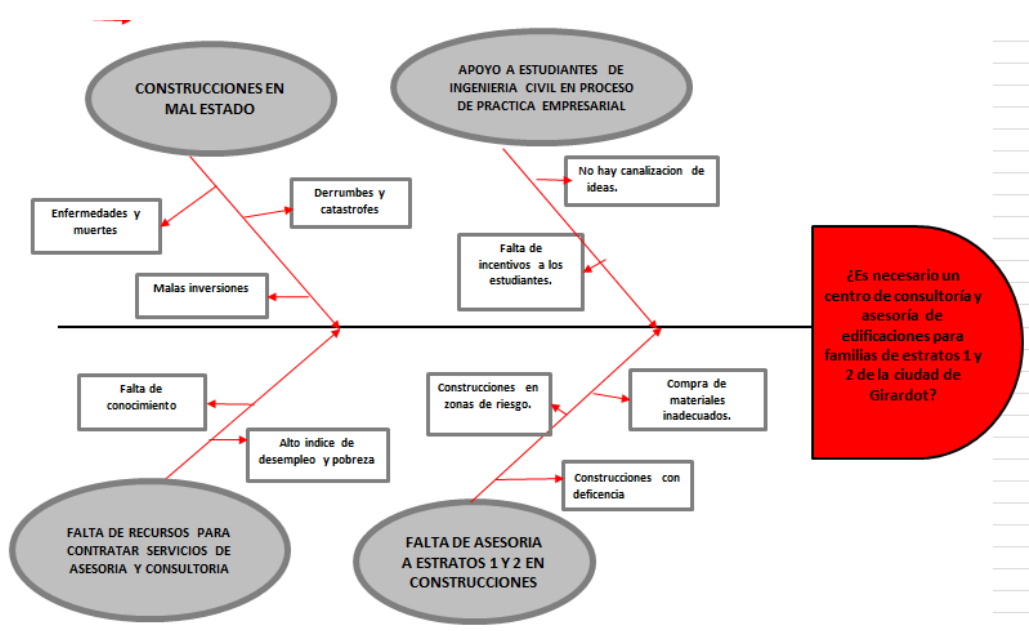 CONSTRUCCIONES EN
MAL ESTADO
APOYO A ESTUDIANTES DE
INGENIERIA CIVIL EN PROCESO
DE PRACTICA EMPRESARIAL
No hay canalizacion de
ideas.
Derrumbes y
catastrofes
Enfermedades y
muertes
Falta de
incentivos a los
estudiantes.
Malas inversiones
¿Es necesario un
centro de consultoría y
asesoría de
edificaciones para
familias de estratos 1 y
2 de la ciudad de
Girardot?
Falta de
conocimiento
Construcciones en
zonas de riesgo.
Compra de
materiales
inadecuados.
Alto indice de
desempleo y pobreza
Construcciones con
deficencia
FALTA DE RECURSOS PARA
CONTRATAR SERVICIOS DE
ASESORIA Y CONSULTORIA
FALTA DE ASESORIA
A ESTRATOS 1 Y 2 EN
CONSTRUCCIONES